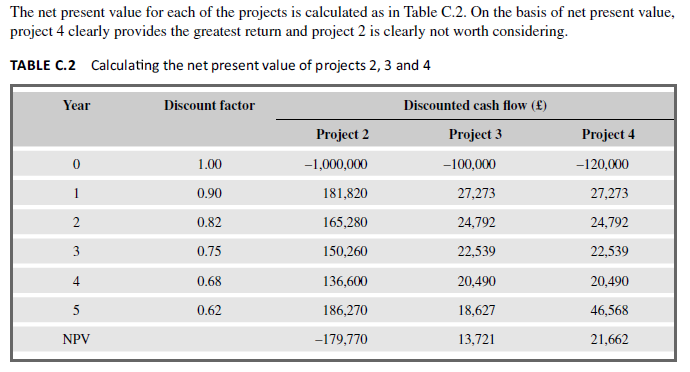 The net present value for each of the projects is calculated as in Table C.2. On the basis of net present value,
project 4 clearly provides the greatest return and project 2 is clearly not worth considering.
TABLE C.2 Calculating the net present value of projects 2, 3 and 4
Year Discount factor Discounted cash flow (£)
Project 2 Project 3 Project 4
0 1.00 –1,000,000 –100,000 –120,000
1 0.90 181,820 27,273 27,273
2 0.82 165,280 24,792 24,792
3 0.75 150,260 22,539 22,539
4 0.68 136,600 20,490 20,490
5 0.62 186,270 18,627 46,568
NPV –179,770 13,721 21,662